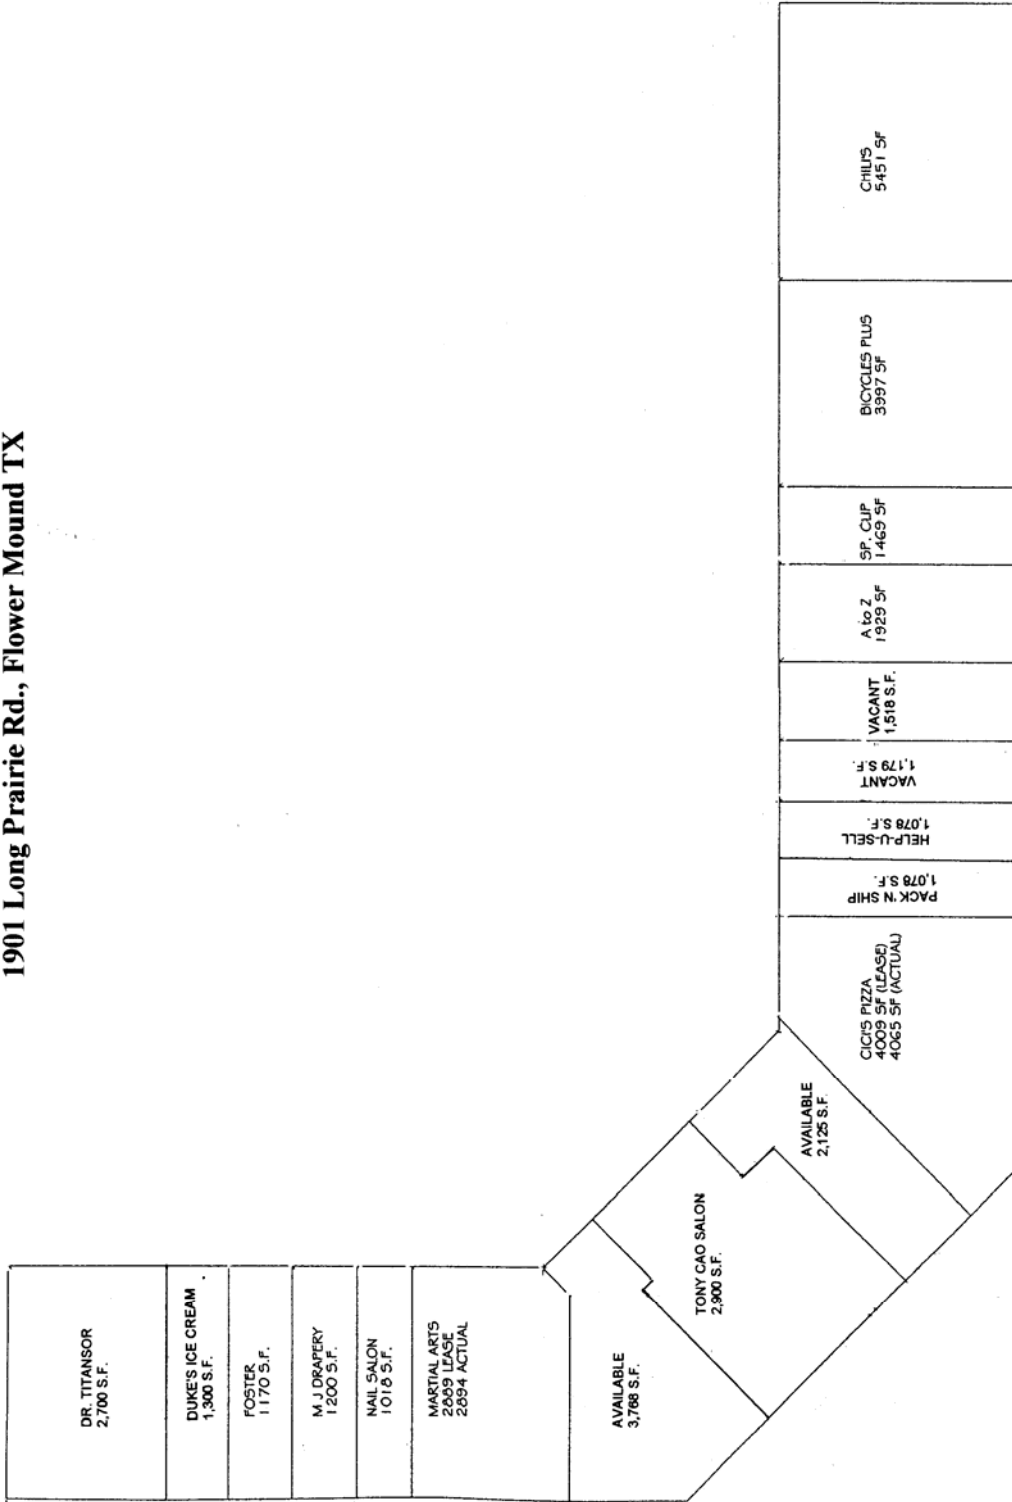 1901 Long Prairie Rd., Flower Mound TX
DR. TITANSOR
2,700 S.F.
DUKE'S ICE CREAM
1,300 S.F.
FOSTER
1170 S.F.
M J DRAPERY
1200 S.F.
NAIL SALON
1018 S.F.
MARTIAL ARTS
2889 LEASE
2894 ACTUAL
AVAILABLE
3,768 S.F.
TONY CAO SALON
2,900 S.F.
AVAILABLE
2,125 S.F.
CICI'S PIZZA
4009 SF (LEASE)
4065 SF (ACTUAL)
PACK 'N SHIP
1,078 S.F.
HELP-U-SELL
1,078 S.F.
VACANT
1,179 S.F.
VACANT
1,518 S.F.
A to Z
1929 SF
SP. CLIP
1469 SF
BICYCLES PLUS
3997 SF
CHILI'S
5451 SF